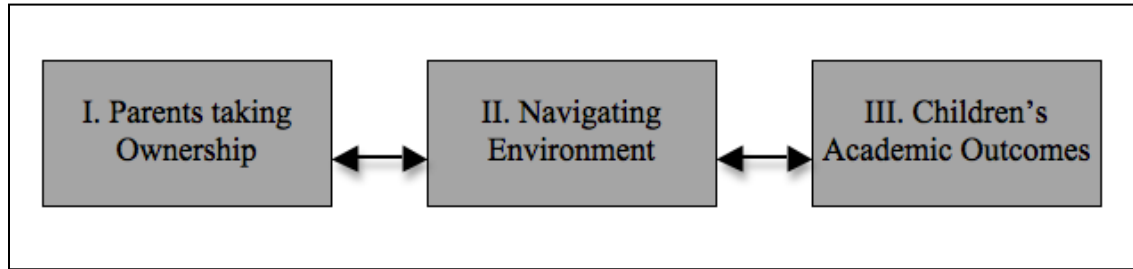 I. Parents taking
Ownership
II. Navigating
Environment
III. Children’s
Academic Outcomes